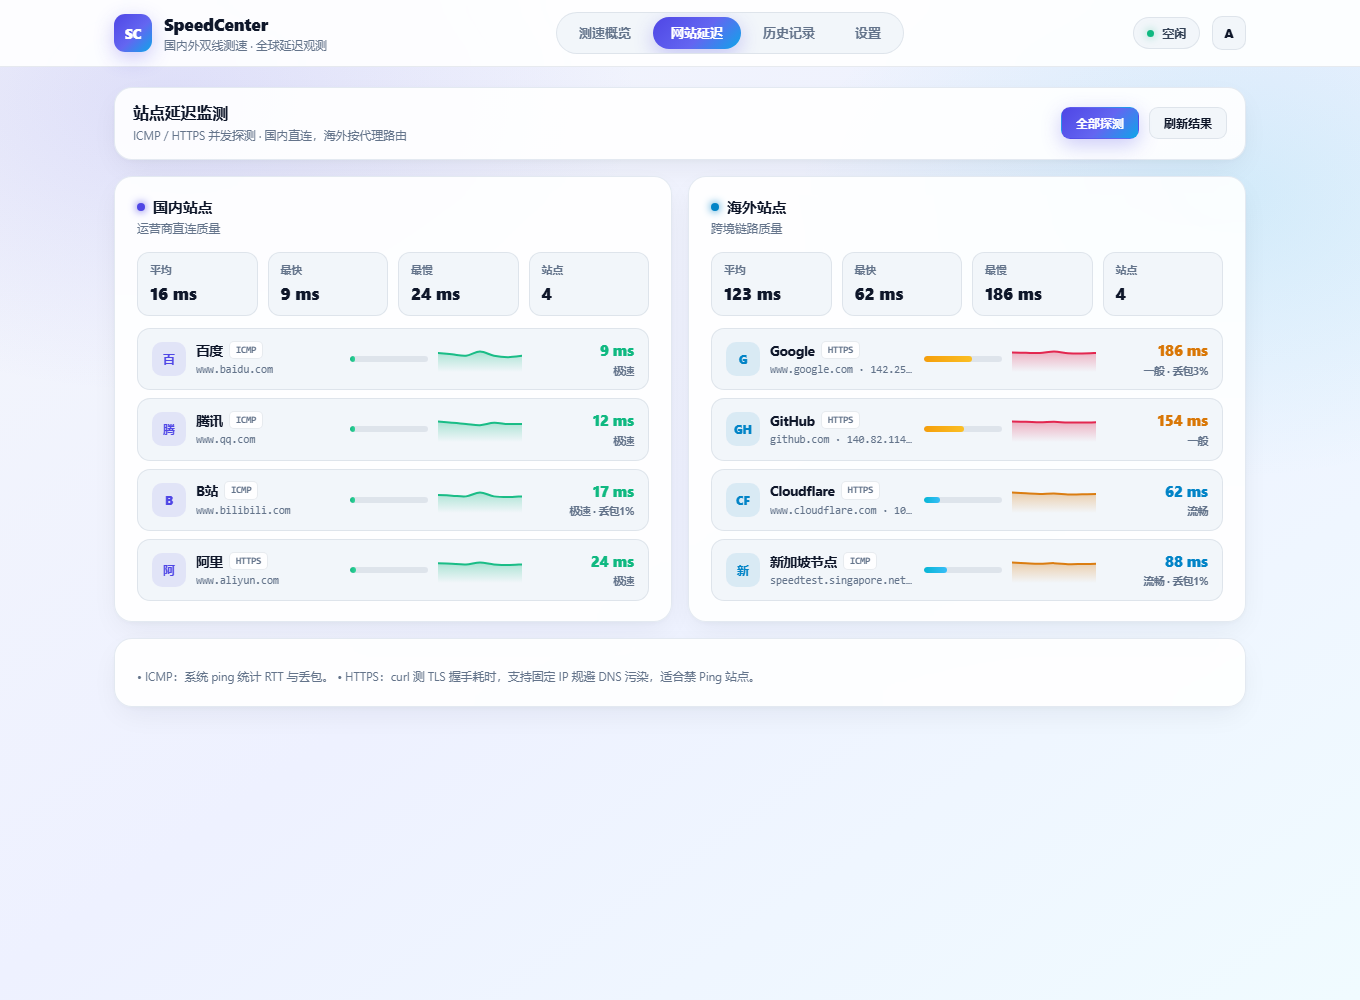 SC
SpeedCenter
国内外双线测速 · 全球延迟观测
测速概览
网站延迟
历史记录
设置
空闲
A
站点延迟监测
ICMP / HTTPS 并发探测 · 国内直连，海外按代理路由
全部探测
刷新结果
国内站点
运营商直连质量
平均
16 ms
最快
9 ms
最慢
24 ms
站点
4
百
百度 ICMP
www.baidu.com
9 ms
极速
腾
腾讯 ICMP
www.qq.com
12 ms
极速
B
B站 ICMP
www.bilibili.com
17 ms
极速 · 丢包1%
阿
阿里 HTTPS
www.aliyun.com
24 ms
极速
海外站点
跨境链路质量
平均
123 ms
最快
62 ms
最慢
186 ms
站点
4
G
Google HTTPS
www.google.com · 142.25…
186 ms
一般 · 丢包3%
GH
GitHub HTTPS
github.com · 140.82.114…
154 ms
一般
CF
Cloudflare HTTPS
www.cloudflare.com · 10…
62 ms
流畅
新
新加坡节点 ICMP
speedtest.singapore.net…
88 ms
流畅 · 丢包1%
• ICMP：系统 ping 统计 RTT 与丢包。 • HTTPS：curl 测 TLS 握手耗时，支持固定 IP 规避 DNS 污染，适合禁 Ping 站点。